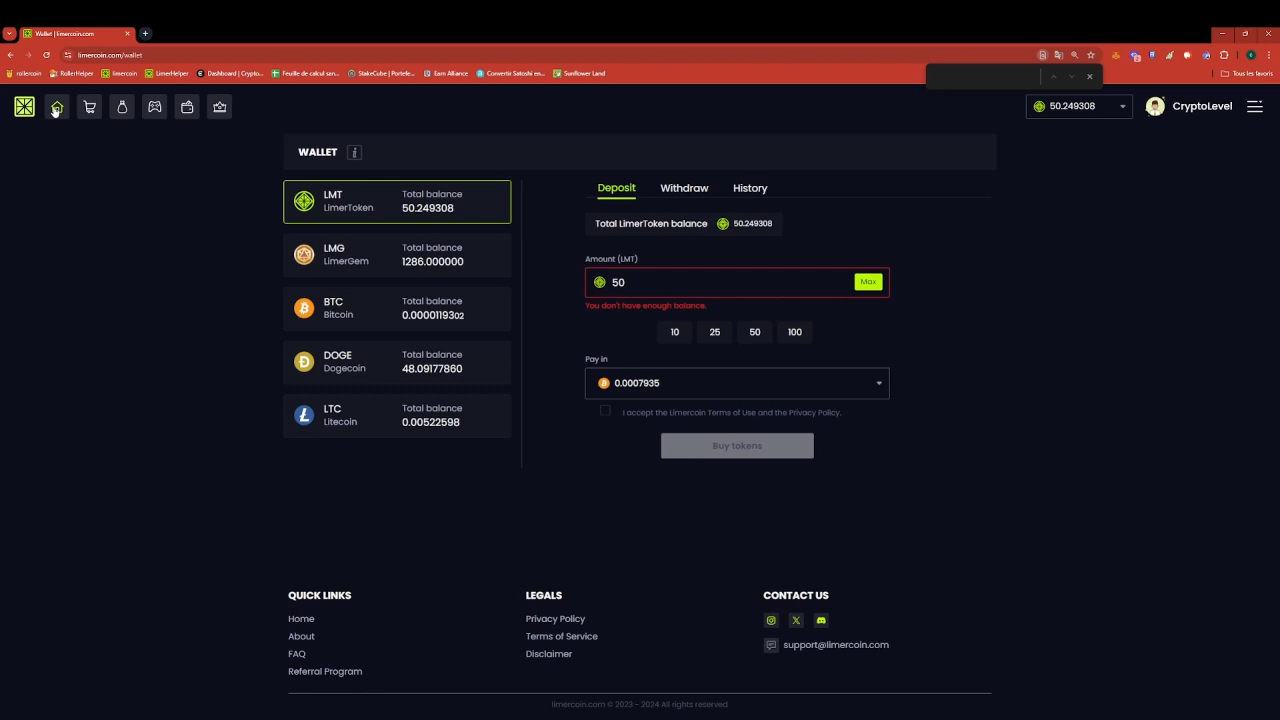 Wallet | limercoin.com
limercoin.com/wallet
rollercoin RollerHelper limercoin LimerHelper Dashboard | Crypto... Feuille de calcul san... StakeCube | Portele... Earn Alliance Convertir Satoshi en... Sunflower Land Tous les favoris
50.249308 CryptoLevel
WALLET i
LMT Total balance
LimerToken 50.249308
LMG Total balance
LimerGem 1286.000000
BTC Total balance
Bitcoin 0.0000119302
DOGE Total balance
Dogecoin 48.09177860
LTC Total balance
Litecoin 0.00522598
Deposit Withdraw History
Total LimerToken balance 50.249308
Amount (LMT)
50 Max
You don't have enough balance.
10 25 50 100
Pay in
0.0007935
I accept the Limercoin Terms of Use and the Privacy Policy.
Buy tokens
QUICK LINKS
Home
About
FAQ
Referral Program
LEGALS
Privacy Policy
Terms of Service
Disclaimer
CONTACT US
support@limercoin.com
limercoin.com © 2023 - 2024 All rights reserved